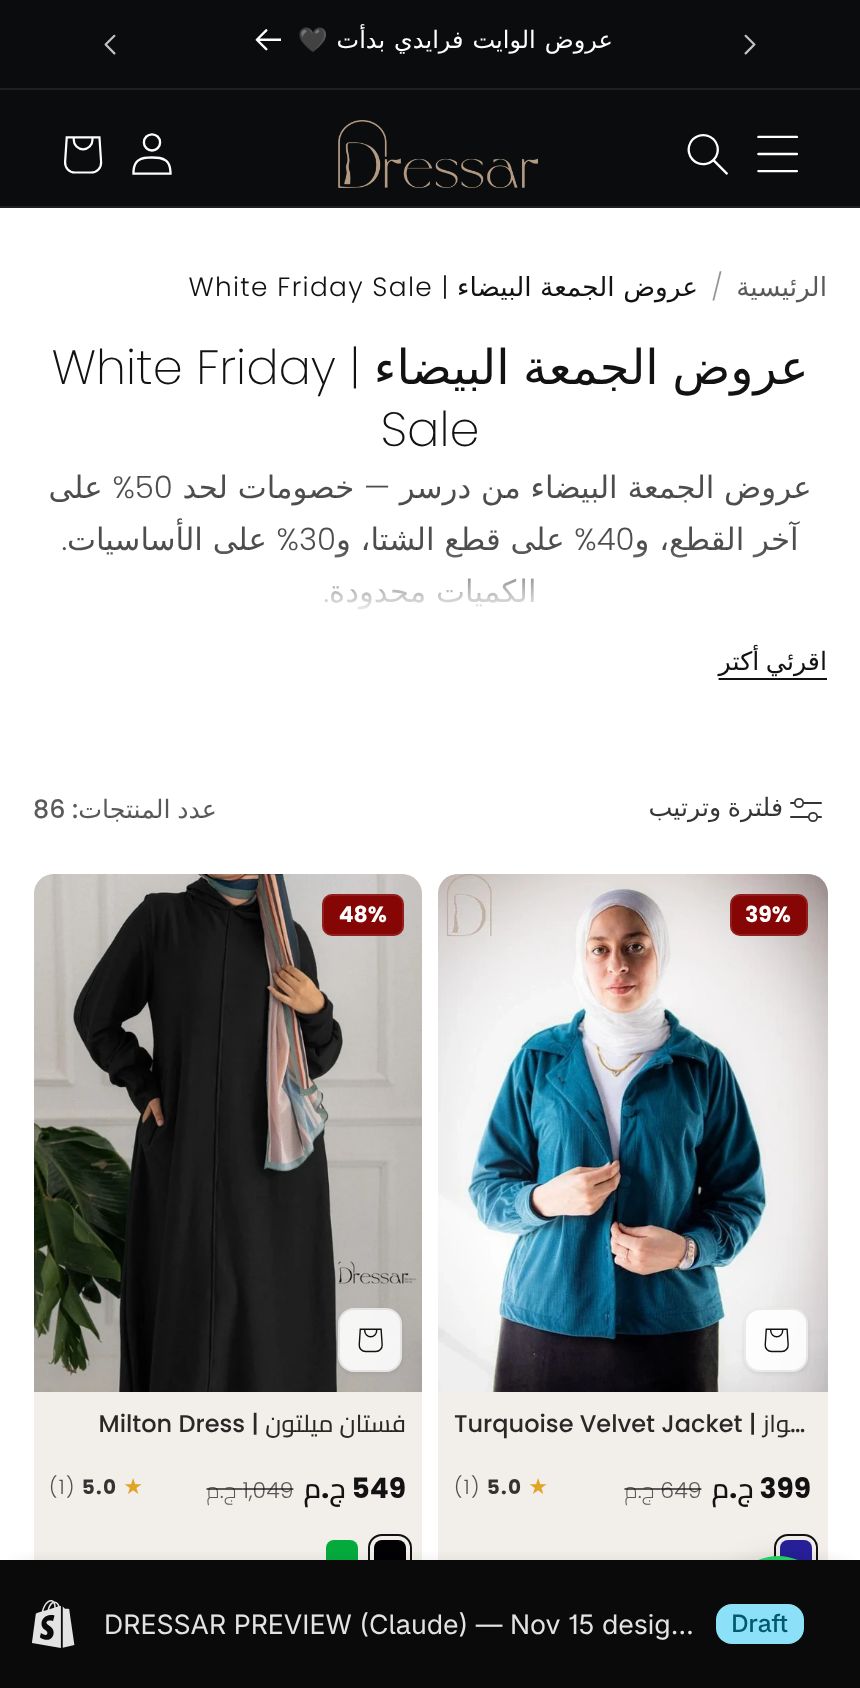 عروض الوايت فرايدي بدأت 🖤 ←
Dressar
الرئيسية / عروض الجمعة البيضاء | White Friday Sale
عروض الجمعة البيضاء | White Friday
Sale
عروض الجمعة البيضاء من درسر — خصومات لحد 50% على
آخر القطع، و40% على قطع الشتا، و30% على الأساسيات.
الكميات محدودة.
اقرئي أكتر
فلترة وترتيب
عدد المنتجات: 86
39%
Turquoise Velvet Jacket | جواز...
399 ج.م 649 ج.م
★ 5.0 (1)
48%
Dressar
فستان ميلتون | Milton Dress
549 ج.م 1,049 ج.م
★ 5.0 (1)
DRESSAR PREVIEW (Claude) — Nov 15 desig...
Draft